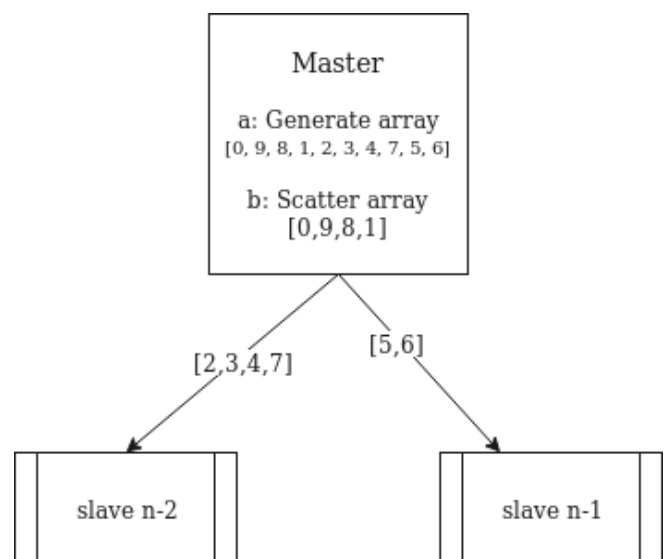 Master
a: Generate array
[0, 9, 8, 1, 2, 3, 4, 7, 5, 6]
b: Scatter array
[0,9,8,1]
[2,3,4,7]
[5,6]
slave n-2
slave n-1